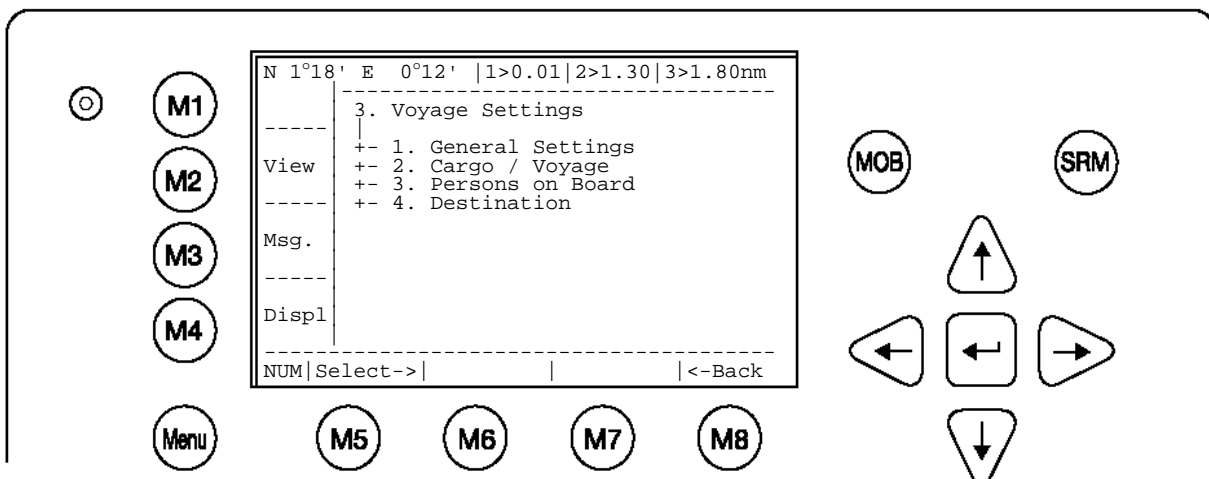 N 1°18' E 0°12' |1>0.01|2>1.30|3>1.80nm
M1
3. Voyage Settings
+- 1. General Settings
MOB
SRM
View
+- 2. Cargo / Voyage
M2
+- 3. Persons on Board
+- 4. Destination
Msg.
M3
Displ
M4
NUM|Select->| | |<-Back
Menu
M5
M6
M7
M8